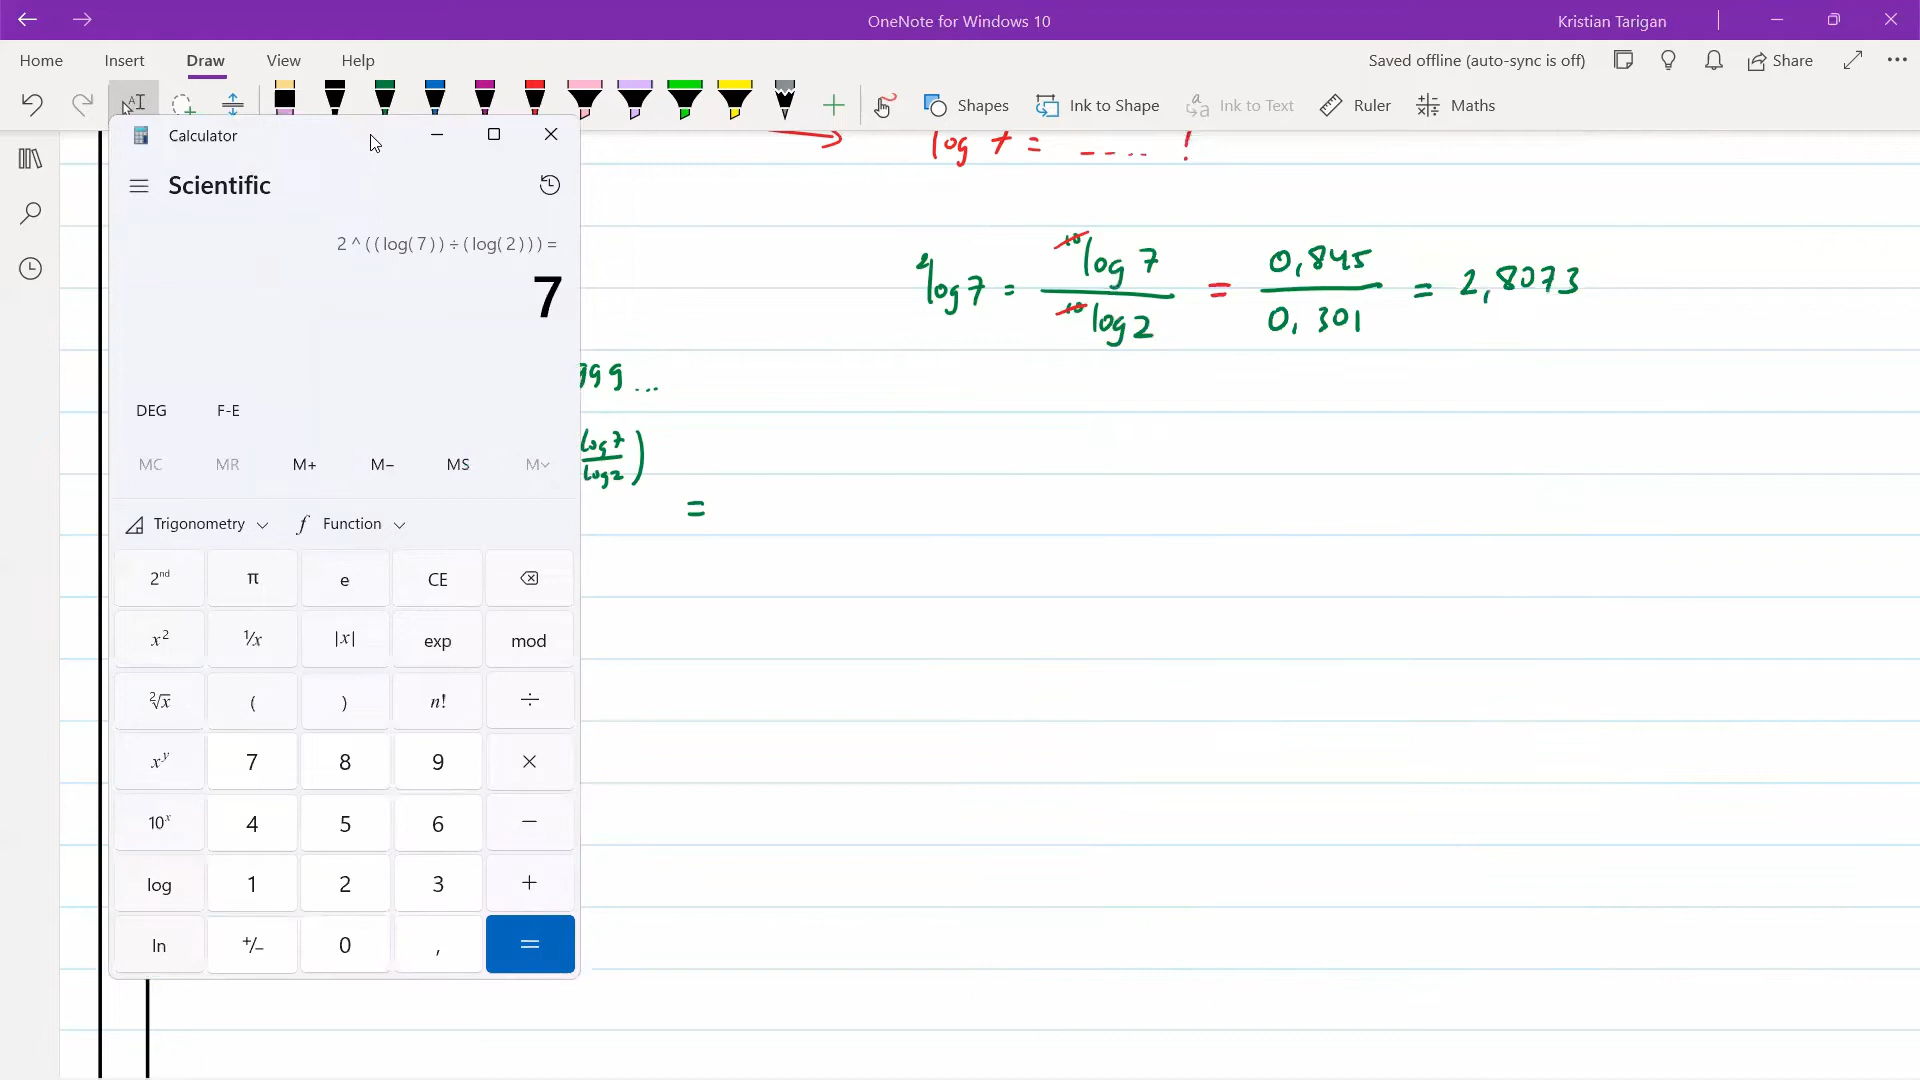 OneNote for Windows 10
Kristian Tarigan
Home Insert Draw View Help
Saved offline (auto-sync is off) Share
Shapes Ink to Shape Ink to Text Ruler Maths
log 7 = ---- !
²log 7 = ¹⁰log 7 / ¹⁰log 2 = 0,845 / 0,301 = 2,8073
999...
log 7 / log 2 )
=
Calculator
Scientific
2 ^ ((log(7)) ÷ (log(2))) =
7
DEG F-E
MC MR M+ M− MS M
Trigonometry f Function
2nd π e CE
x² ¹/x |x| exp mod
²√x ( ) n! ÷
xʸ 7 8 9 ×
10ˣ 4 5 6 −
log 1 2 3 +
ln +/− 0 , =